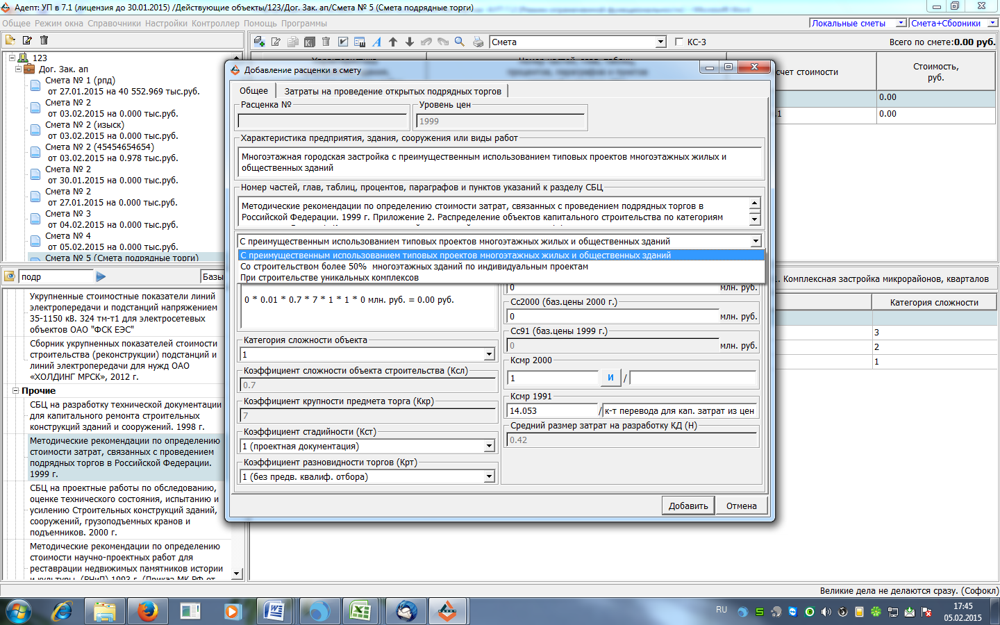 Адепт: УП в 7.1 (лицензия до 30.01.2015) /Действующие объекты/123/Дог. Зак. ап/Смета № 5 (Смета подрядные торги)
Общее Режим окна Справочники Настройки Контроллер Помощь Программы
Локальные сметы
Смета+Сборники
Смета
КС-3
Всего по смете:0.00 руб.
123
Дог. Зак. ап
Смета № 1 (рпд)
от 27.01.2015 на 40 552.969 тыс.руб.
Смета № 2
от 03.02.2015 на 0.000 тыс.руб.
Смета № 2 (изыск)
от 03.02.2015 на 0.000 тыс.руб.
Смета № 2 (45454654654)
от 03.02.2015 на 0.978 тыс.руб.
Смета № 2
от 30.01.2015 на 0.000 тыс.руб.
Смета № 2
от 27.01.2015 на 0.000 тыс.руб.
Смета № 3
от 04.02.2015 на 0.000 тыс.руб.
Смета № 4
от 05.02.2015 на 0.000 тыс.руб.
Смета № 5 (Смета подрядные торги)
подр
Базы
Укрупненные стоимостные показатели линий
электропередачи и подстанций напряжением
35-1150 кВ. 324 тм-т1 для электросетевых
объектов ОАО "ФСК ЕЭС"
Сборник укрупненных показателей стоимости
строительства (реконструкции) подстанций и
линий электропередачи для нужд ОАО
«ХОЛДИНГ МРСК», 2012 г.
Прочие
СБЦ на разработку технической документации
для капитального ремонта строительных
конструкций зданий и сооружений. 1998 г.
Методические рекомендации по определению
стоимости затрат, связанных с проведением
подрядных торгов в Российской Федерации.
1999 г.
СБЦ на проектные работы по обследованию,
оценке технического состояния, испытанию и
усилению Строительных конструкций зданий,
сооружений, грузоподъемных кранов и
подъемников. 2000 г.
Методические рекомендации по определению
стоимости научно-проектных работ для
реставрации недвижимых памятников истории
и культуры. (РНиП) 1993 г. (Приказ МК РФ от
счет стоимости
Стоимость,
руб.
0.00
.1
0.00
. Комплексная застройка микрорайонов, кварталов
Категория сложности
3
2
1
Добавление расценки в смету
Общее
Затраты на проведение открытых подрядных торгов
Расценка №
Уровень цен
1999
Характеристика предприятия, здания, сооружения или виды работ
Многоэтажная городская застройка с преимущественным использованием типовых проектов многоэтажных жилых и
общественных зданий
Номер частей, глав, таблиц, процентов, параграфов и пунктов указаний к разделу СБЦ
Методические рекомендации по определению стоимости затрат, связанных с проведением подрядных торгов в
Российской Федерации. 1999 г. Приложение 2. Распределение объектов капитального строительства по категориям
С преимущественным использованием типовых проектов многоэтажных жилых и общественных зданий
С преимущественным использованием типовых проектов многоэтажных жилых и общественных зданий
Со строительством более 50% многоэтажных зданий по индивидуальным проектам
При строительстве уникальных комплексов
0 * 0.01 * 0.7 * 7 * 1 * 1 * 0 млн. руб. = 0.00 руб.
Категория сложности объекта
1
Коэффициент сложности объекта строительства (Ксл)
0.7
Коэффициент крупности предмета торга (Ккр)
7
Коэффициент стадийности (Кст)
1 (проектная документация)
Коэффициент разновидности торгов (Крт)
1 (без предв. квалиф. отбора)
0
млн. руб.
Сс2000 (баз.цены 2000 г.)
0
млн. руб.
Сс91 (баз.цены 1999 г.)
0
млн. руб.
Ксмр 2000
1
И
/
Ксмр 1991
14.053
/
к-т перевода для кап. затрат из цен
Средний размер затрат на разработку КД (Н)
0.42
Добавить
Отмена
Великие дела не делаются сразу. (Софокл)
RU
17:45
05.02.2015